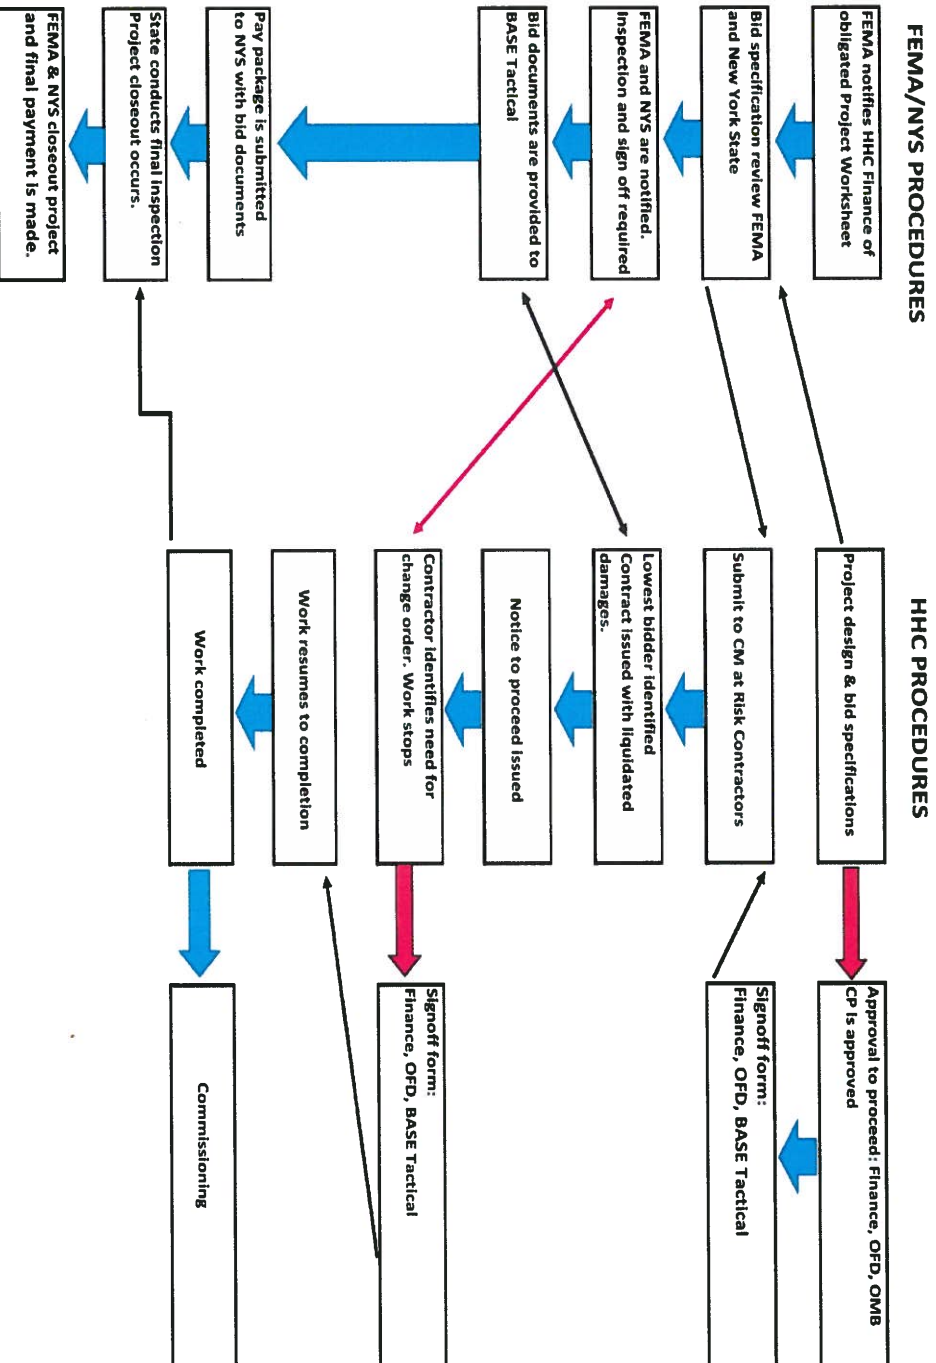 FEMA/NYS PROCEDURES
FEMA notifies HHC Finance of
obligated Project Worksheet
Bid specification review FEMA
and New York State
FEMA and NYS are notified.
Inspection and sign off required
Bid documents are provided to
BASE Tactical
Pay package is submitted
to NYS with bid documents
State conducts final inspection
Project closeout occurs.
FEMA & NYS closeout project
and final payment is made.
HHC PROCEDURES
Project design & bid specifications
Submit to CM at Risk Contractors
Lowest bidder identified
Contract issued with liquidated
damages.
Notice to proceed issued
Contractor identifies need for
change order. Work stops
Work resumes to completion
Work completed
Approval to proceed: Finance, OFD, OMB
CP is approved
Signoff form:
Finance, OFD, BASE Tactical
Signoff form:
Finance, OFD, BASE Tactical
Commissioning